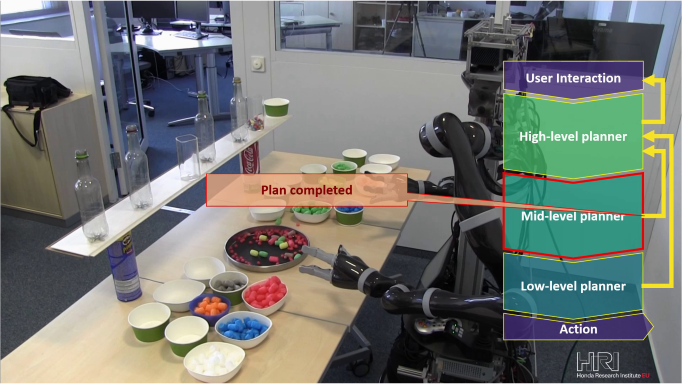 User Interaction
High-level planner
Plan completed
Mid-level planner
Low-level planner
Action
HRI
Honda Research Institute EU